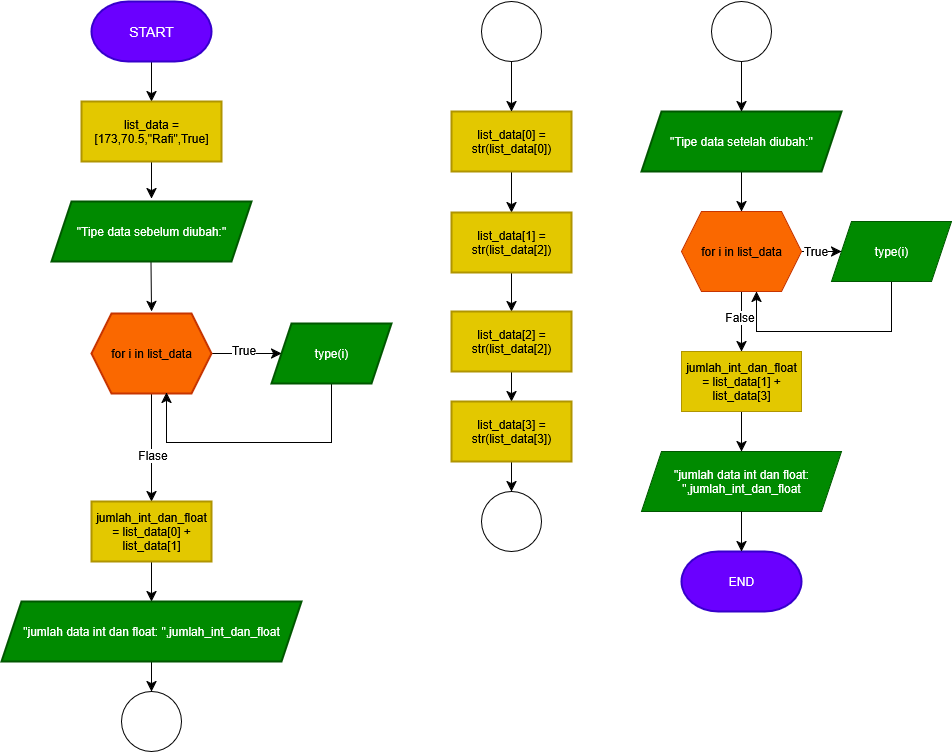 START
list_data =
[173,70.5,"Rafi",True]
"Tipe data sebelum diubah:"
for i in list_data
True
type(i)
Flase
jumlah_int_dan_float
= list_data[0] +
list_data[1]
"jumlah data int dan float: ",jumlah_int_dan_float
list_data[0] =
str(list_data[0])
list_data[1] =
str(list_data[2])
list_data[2] =
str(list_data[2])
list_data[3] =
str(list_data[3])
"Tipe data setelah diubah:"
for i in list_data
True
type(i)
False
jumlah_int_dan_float
= list_data[1] +
list_data[3]
"jumlah data int dan float:
",jumlah_int_dan_float
END